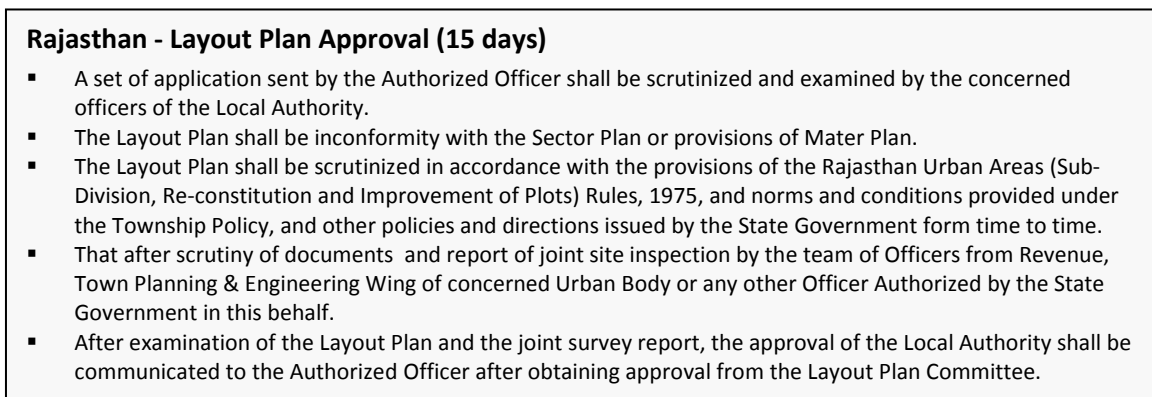 Rajasthan - Layout Plan Approval (15 days)
▪ A set of application sent by the Authorized Officer shall be scrutinized and examined by the concerned
officers of the Local Authority.
▪ The Layout Plan shall be inconformity with the Sector Plan or provisions of Mater Plan.
▪ The Layout Plan shall be scrutinized in accordance with the provisions of the Rajasthan Urban Areas (Sub-
Division, Re-constitution and Improvement of Plots) Rules, 1975, and norms and conditions provided under
the Township Policy, and other policies and directions issued by the State Government form time to time.
▪ That after scrutiny of documents and report of joint site inspection by the team of Officers from Revenue,
Town Planning & Engineering Wing of concerned Urban Body or any other Officer Authorized by the State
Government in this behalf.
▪ After examination of the Layout Plan and the joint survey report, the approval of the Local Authority shall be
communicated to the Authorized Officer after obtaining approval from the Layout Plan Committee.